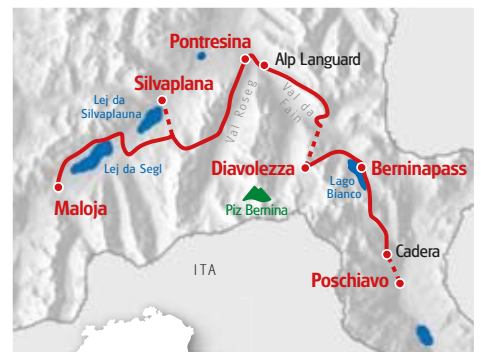 Pontresina
Alp Languard
Silvaplana
Lej da
Silvaplauna
Val Roseg
Val da
Fain
Lej da Segl
Diavolezza
Berninapass
Lago
Bianco
Maloja
Piz Bernina
Cadera
ITA
Poschiavo